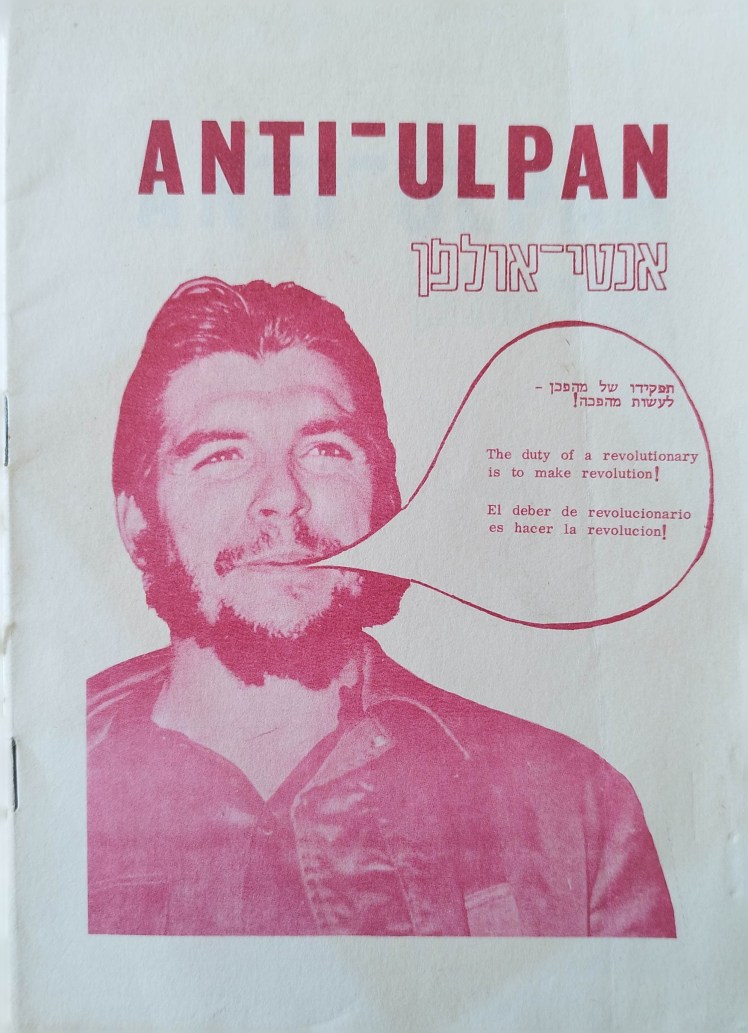 ANTI-ULPAN
אנטי-אולפן
תפקידו של מהפכן -
לעשות מהפכה!
The duty of a revolutionary
is to make revolution!
El deber de revolucionario
es hacer la revolucion!